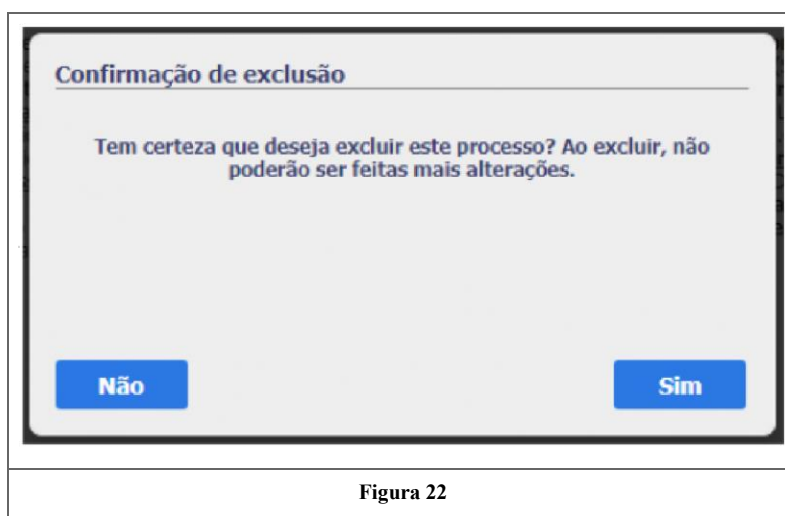 Confirmação de exclusão
Tem certeza que deseja excluir este processo? Ao excluir, não
poderão ser feitas mais alterações.
Não
Sim
Figura 22